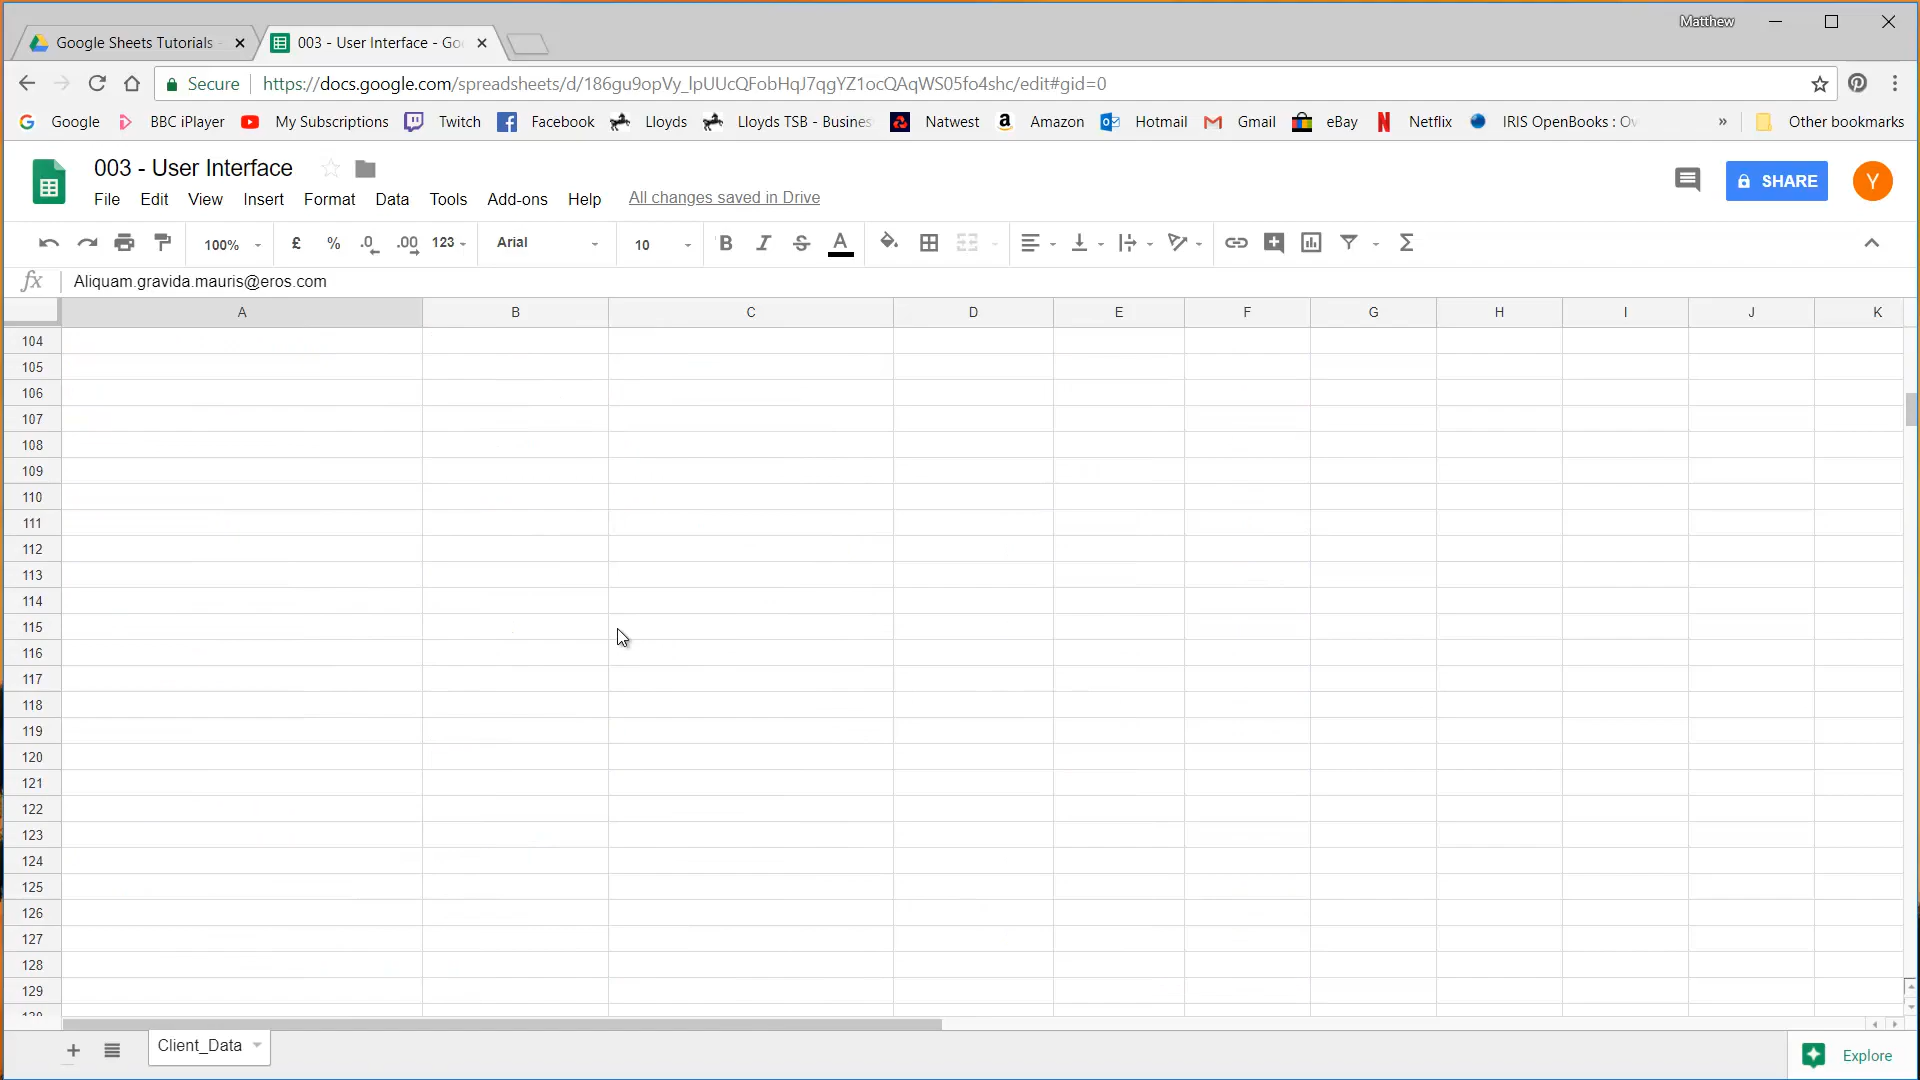 Matthew
Google Sheets Tutorials
003 - User Interface - Goo
Secure https://docs.google.com/spreadsheets/d/186gu9opVy_lpUUcQFobHqJ7qgYZ1ocQAqWS05fo4shc/edit#gid=0
Google BBC iPlayer My Subscriptions Twitch Facebook Lloyds Lloyds TSB - Busines Natwest Amazon Hotmail Gmail eBay Netflix IRIS OpenBooks : Ov » Other bookmarks
003 - User Interface
SHARE Y
File Edit View Insert Format Data Tools Add-ons Help All changes saved in Drive
100% £ % .0 .00 123 Arial 10 B I S A Σ
fx Aliquam.gravida.mauris@eros.com
A B C D E F G H I J K
104
105
106
107
108
109
110
111
112
113
114
115
116
117
118
119
120
121
122
123
124
125
126
127
128
129
Client_Data
Explore